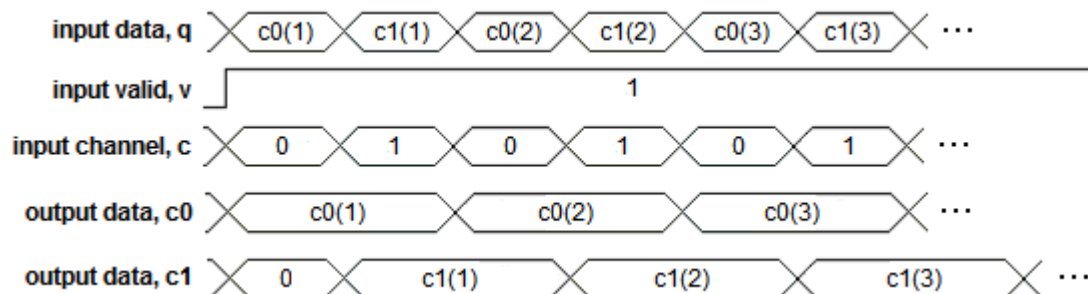 input data, q c0(1) c1(1) c0(2) c1(2) c0(3) c1(3) ...
input valid, v 1
input channel, c 0 1 0 1 0 1 ...
output data, c0 c0(1) c0(2) c0(3) ...
output data, c1 0 c1(1) c1(2) c1(3) ...